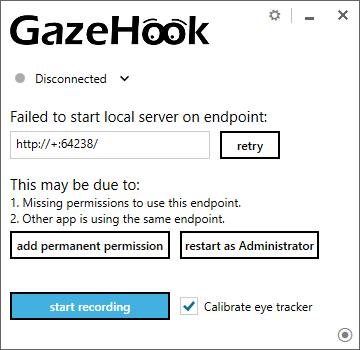 GazeHook
Disconnected
Failed to start local server on endpoint:
http://+:64238/
retry
This may be due to:
1. Missing permissions to use this endpoint.
2. Other app is using the same endpoint.
add permanent permission
restart as Administrator
start recording
Calibrate eye tracker